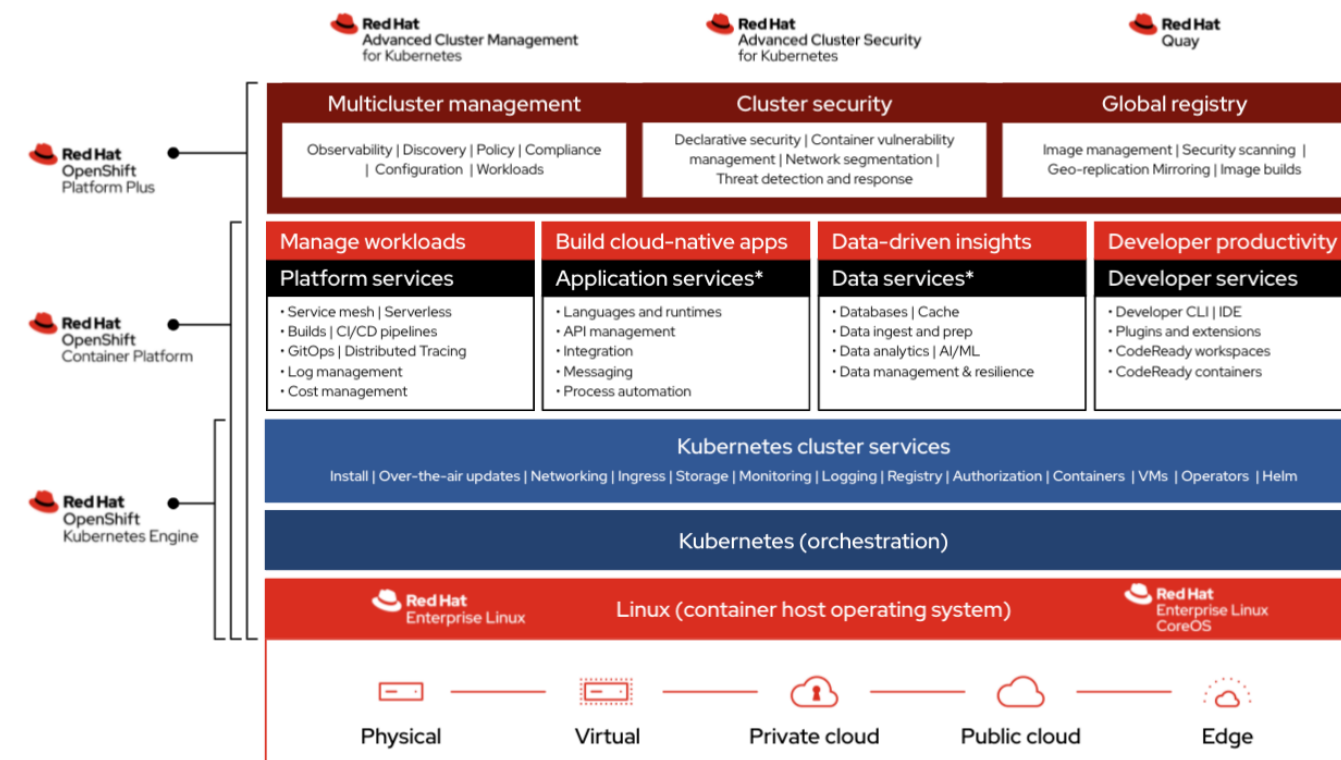 Red Hat
Advanced Cluster Management
for Kubernetes
Red Hat
Advanced Cluster Security
for Kubernetes
Red Hat
Quay
Red Hat
OpenShift
Platform Plus
Multicluster management
Observability | Discovery | Policy | Compliance
| Configuration | Workloads
Cluster security
Declarative security | Container vulnerability
management | Network segmentation |
Threat detection and response
Global registry
Image management | Security scanning |
Geo-replication Mirroring | Image builds
Red Hat
OpenShift
Container Platform
Manage workloads
Platform services
• Service mesh | Serverless
• Builds | CI/CD pipelines
• GitOps | Distributed Tracing
• Log management
• Cost management
Build cloud-native apps
Application services*
• Languages and runtimes
• API management
• Integration
• Messaging
• Process automation
Data-driven insights
Data services*
• Databases | Cache
• Data ingest and prep
• Data analytics | AI/ML
• Data management & resilience
Developer productivity
Developer services
• Developer CLI | IDE
• Plugins and extensions
• CodeReady workspaces
• CodeReady containers
Red Hat
OpenShift
Kubernetes Engine
Kubernetes cluster services
Install | Over-the-air updates | Networking | Ingress | Storage | Monitoring | Logging | Registry | Authorization | Containers | VMs | Operators | Helm
Kubernetes (orchestration)
Red Hat
Enterprise Linux
Linux (container host operating system)
Red Hat
Enterprise Linux
CoreOS
Physical
Virtual
Private cloud
Public cloud
Edge